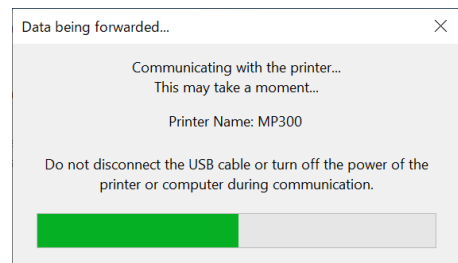 Data being forwarded...
Communicating with the printer...
This may take a moment...
Printer Name: MP300
Do not disconnect the USB cable or turn off the power of the
printer or computer during communication.